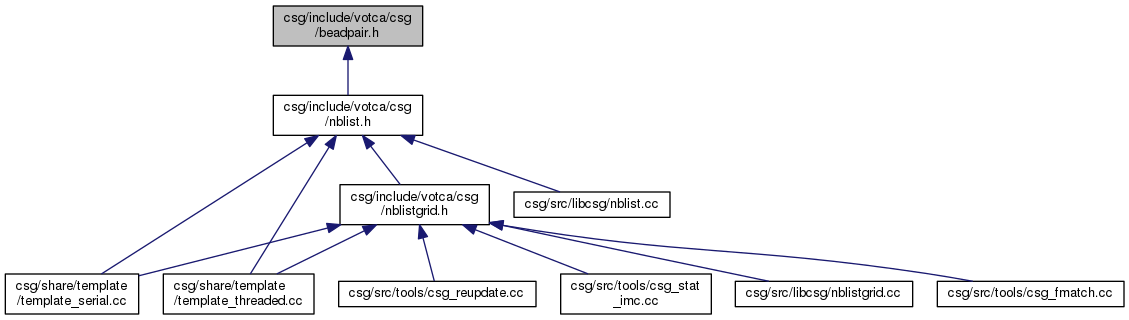 csg/include/votca/csg
/beadpair.h
csg/include/votca/csg
/nblist.h
csg/include/votca/csg
/nblistgrid.h
csg/src/libcsg/nblist.cc
csg/share/template
/template_serial.cc
csg/share/template
/template_threaded.cc
csg/src/tools/csg_reupdate.cc
csg/src/tools/csg_stat
_imc.cc
csg/src/libcsg/nblistgrid.cc
csg/src/tools/csg_fmatch.cc